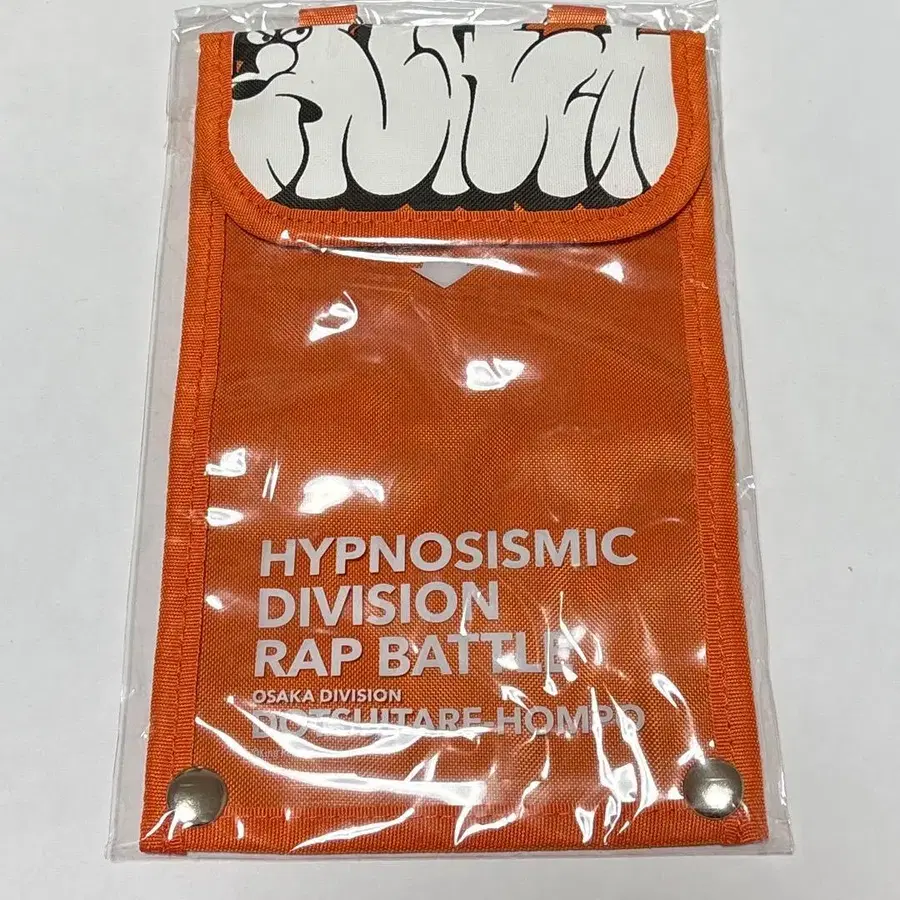 HYPNOSISMIC
DIVISION
RAP BATTLE
OSAKA DIVISION
DOTSUITARE-HOMPO